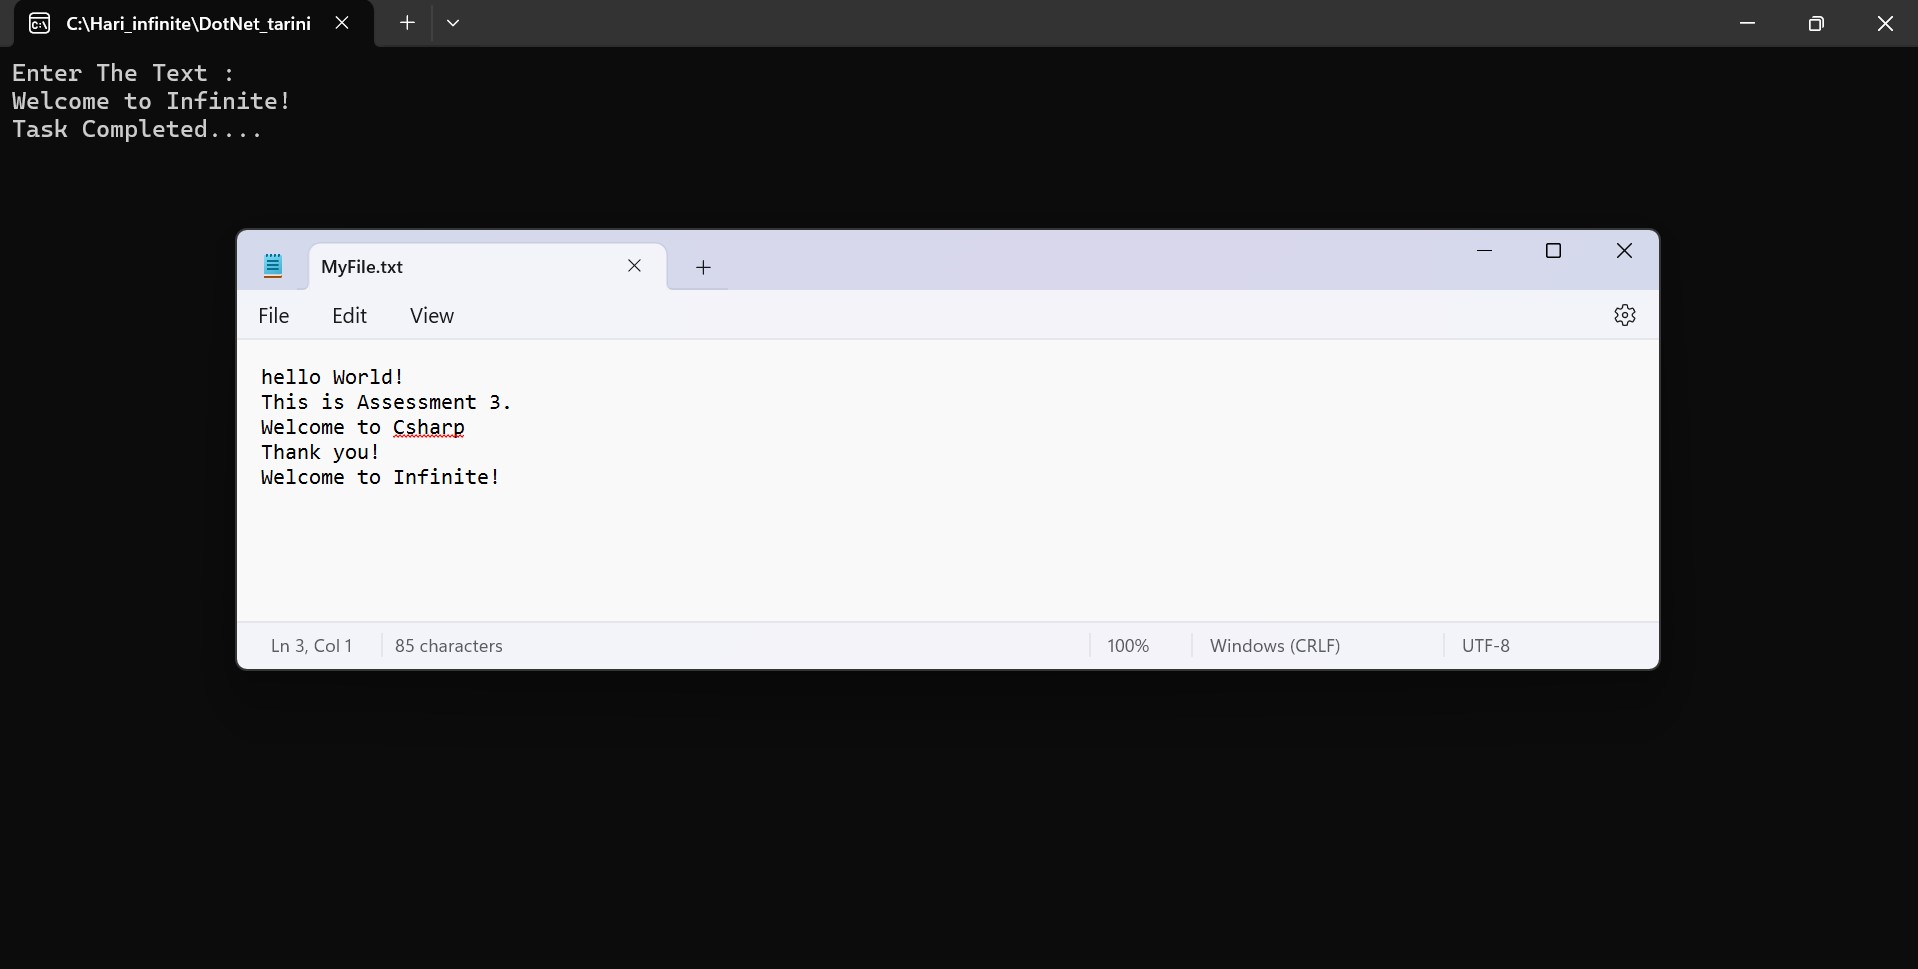 C:\Hari_infinite\DotNet_tarini
Enter The Text :
Welcome to Infinite!
Task Completed....
MyFile.txt
File Edit View
hello World!
This is Assessment 3.
Welcome to Csharp
Thank you!
Welcome to Infinite!
Ln 3, Col 1 85 characters 100% Windows (CRLF) UTF-8